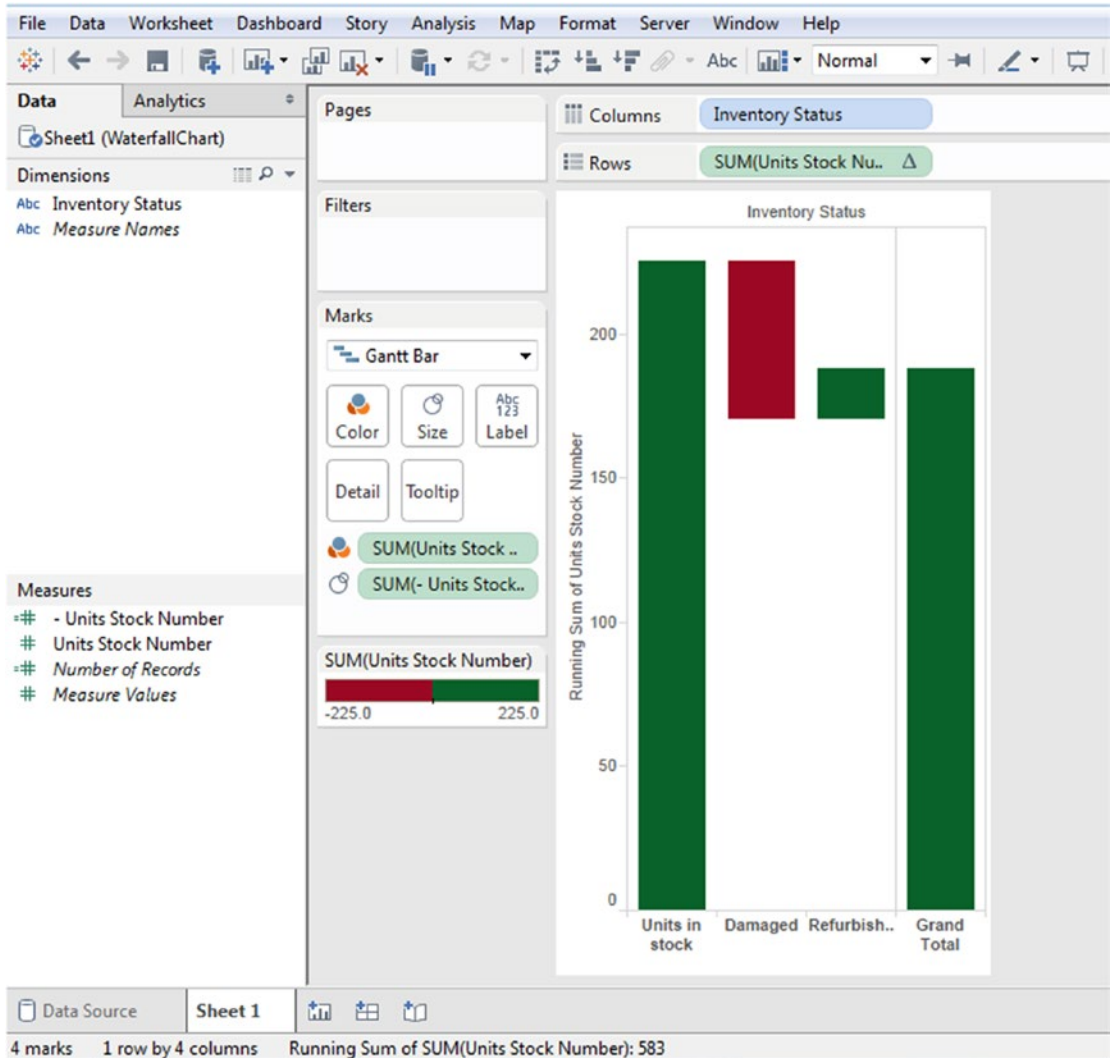 File Data Worksheet Dashboard Story Analysis Map Format Server Window Help
Abc Normal
Data Analytics
Sheet1 (WaterfallChart)
Dimensions
Abc Inventory Status
Abc Measure Names
Measures
=# - Units Stock Number
# Units Stock Number
=# Number of Records
# Measure Values
Pages
Filters
Marks
Gantt Bar
Color
Size
Abc
123
Label
Detail
Tooltip
SUM(Units Stock ..
SUM(- Units Stock..
SUM(Units Stock Number)
-225.0 225.0
Columns Inventory Status
Rows SUM(Units Stock Nu.. Δ
Inventory Status
Running Sum of Units Stock Number
200
150
100
50
0
Units in
stock
Damaged
Refurbish..
Grand
Total
Data Source Sheet 1
4 marks 1 row by 4 columns Running Sum of SUM(Units Stock Number): 583